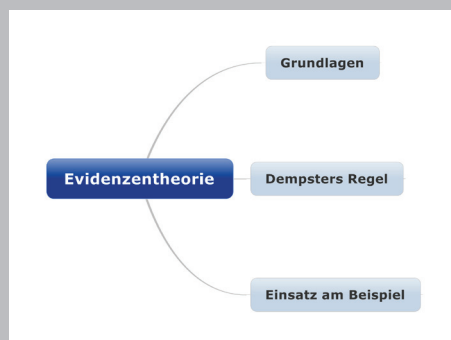 Grundlagen
Evidenzentheorie
Dempsters Regel
Einsatz am Beispiel